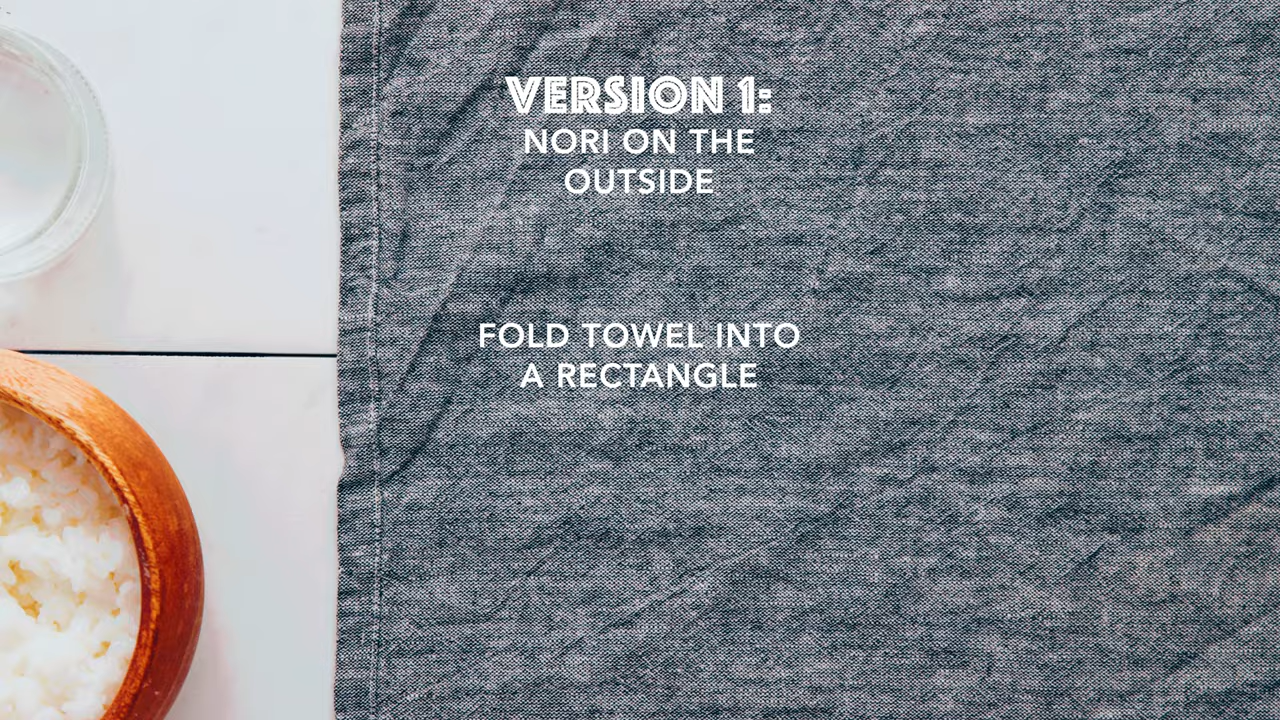 VERSION 1:
NORI ON THE
OUTSIDE
FOLD TOWEL INTO
A RECTANGLE